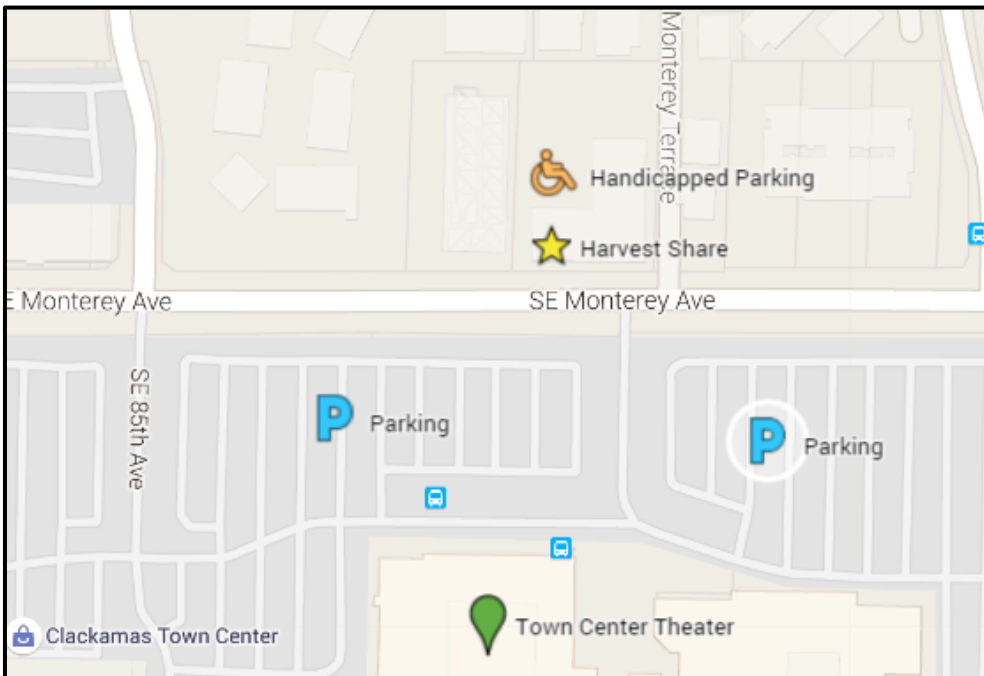 Monterey Terrace
Handicapped Parking
Harvest Share
E Monterey Ave
SE Monterey Ave
SE 85th Ave
P Parking
P Parking
Clackamas Town Center
Town Center Theater